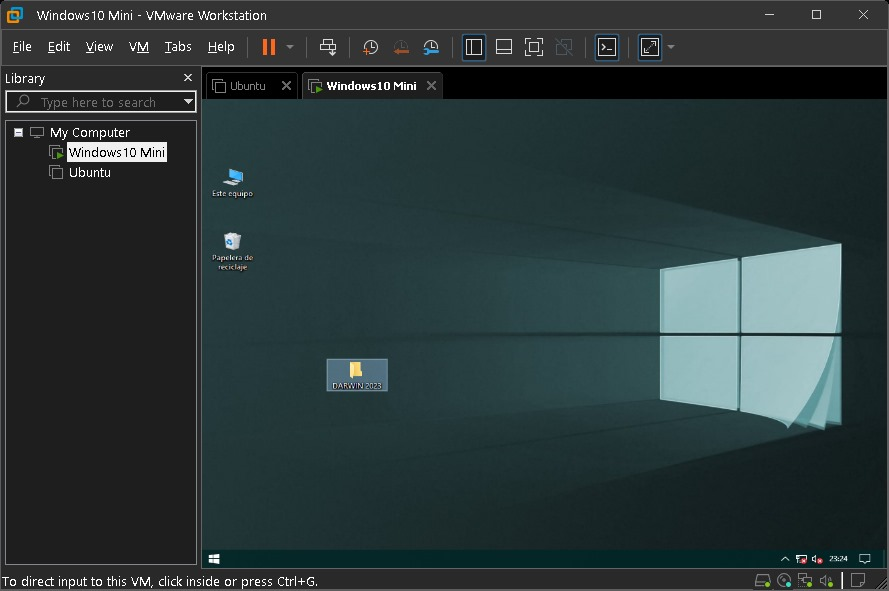 Windows10 Mini - VMware Workstation
File Edit View VM Tabs Help
Library
Type here to search
My Computer
Windows10 Mini
Ubuntu
Ubuntu
Windows10 Mini
Este equipo
Papelera de
reciclaje
DARWIN 2023
23:24
To direct input to this VM, click inside or press Ctrl+G.